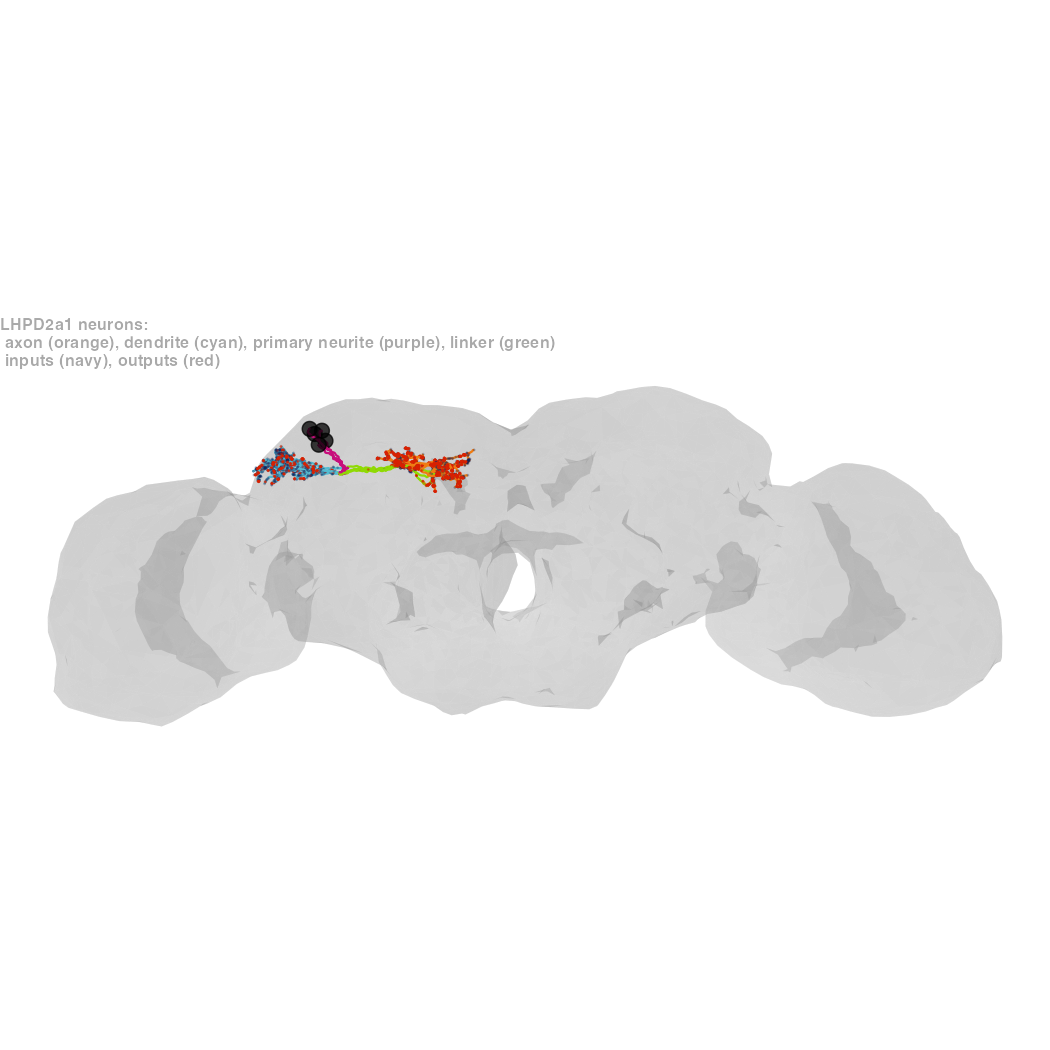 LHPD2a1 neurons:
axon (orange), dendrite (cyan), primary neurite (purple), linker (green)
inputs (navy), outputs (red)